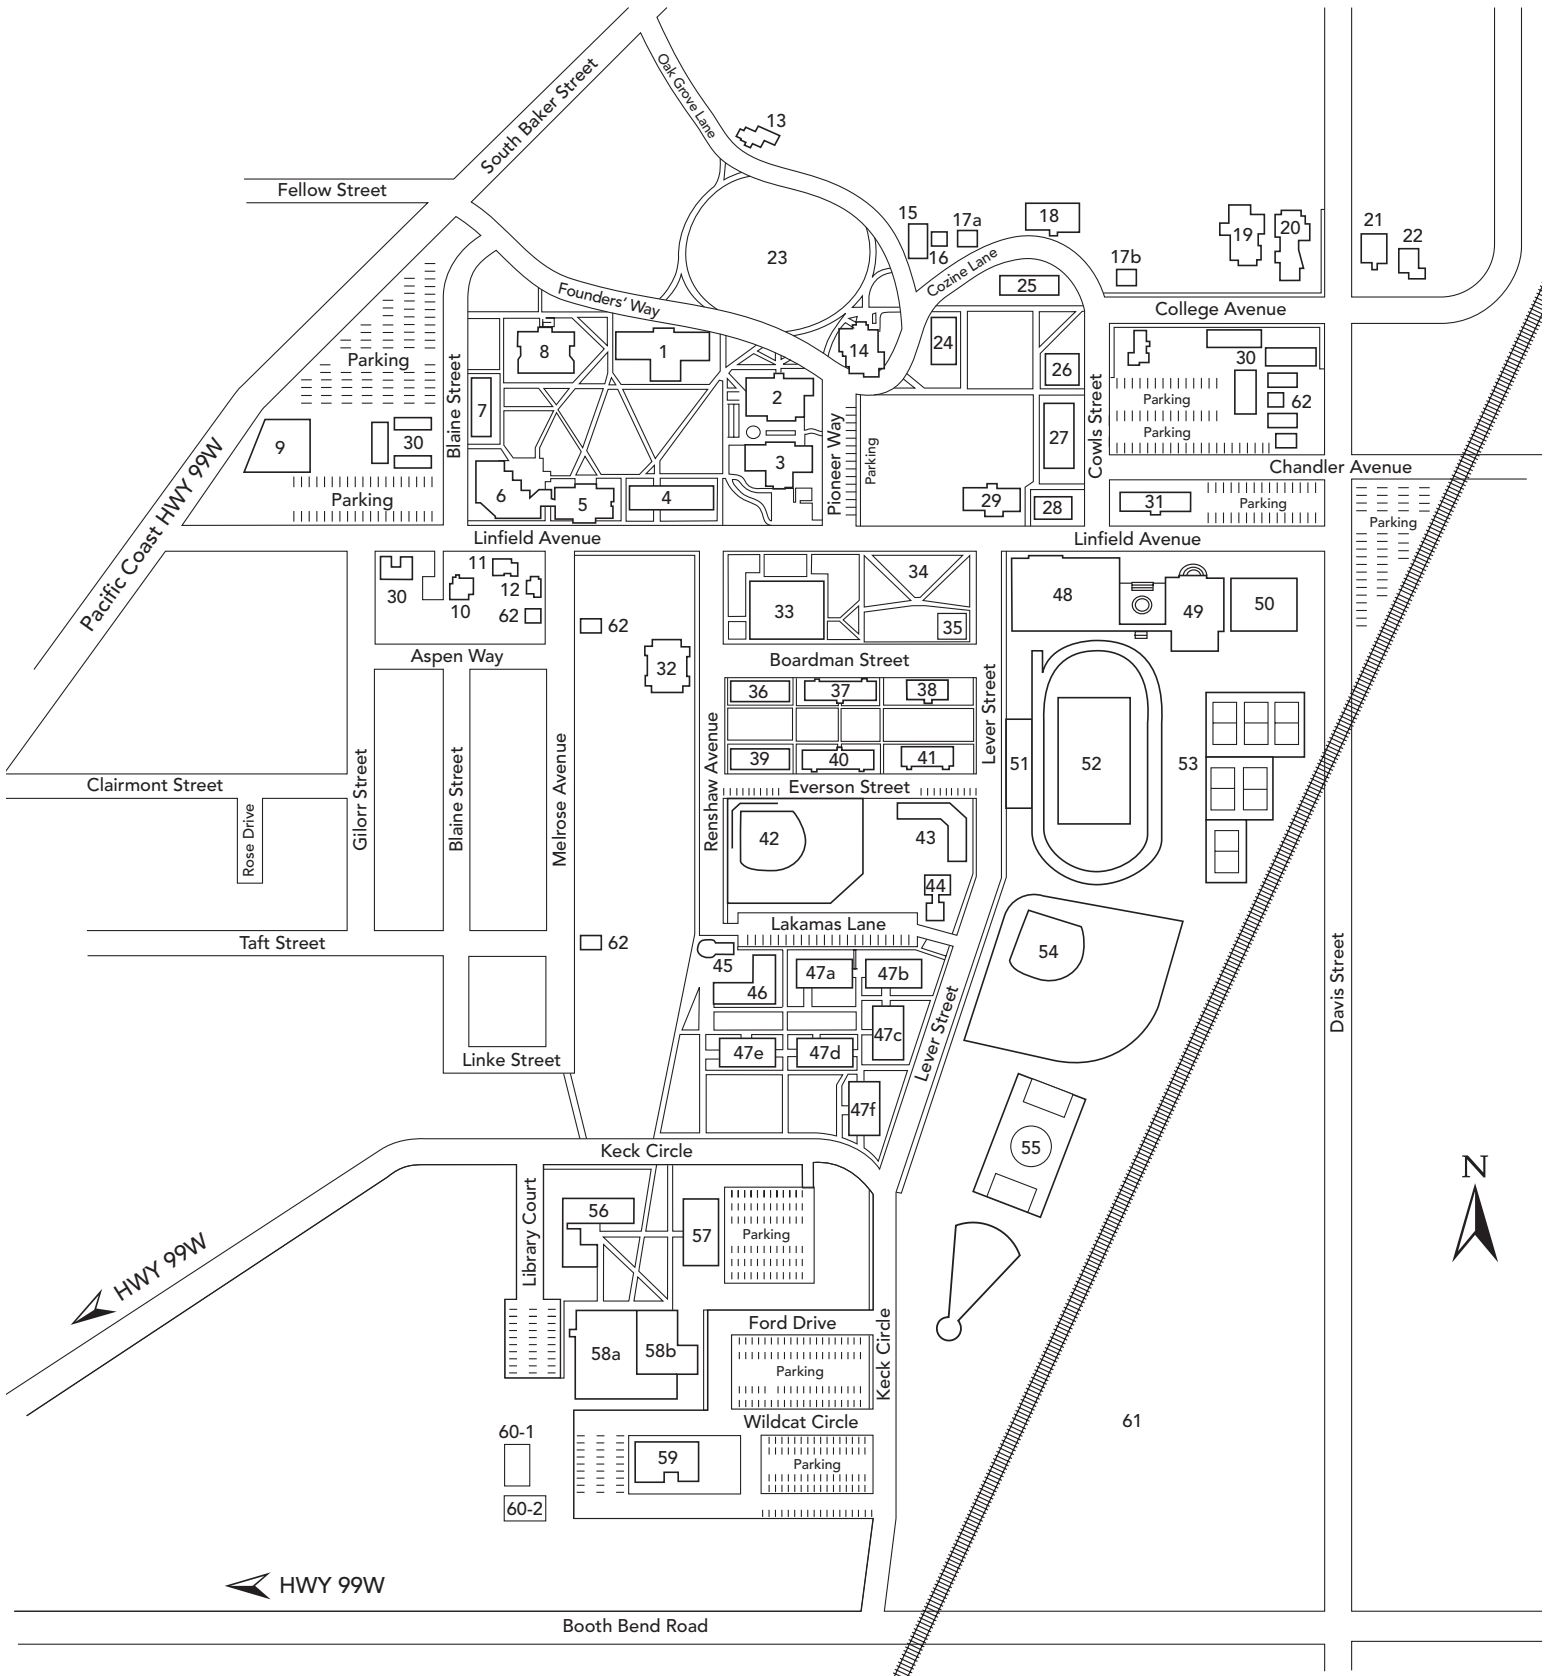 South Baker Street
Oak Grove Lane
13
Fellow Street
15
17a
18
16
19
20
21
22
23
Cozine Lane
17b
25
Founders' Way
College Avenue
Parking
8
1
14
24
26
30
Blaine Street
7
2
Pioneer Way
Parking
27
Cowls Street
Parking
62
Parking
9
30
3
Chandler Avenue
Pacific Coast HWY 99W
Parking
6
5
4
29
28
31
Parking
Parking
Linfield Avenue
Linfield Avenue
30
11
10
12
62
62
33
34
35
48
49
50
Aspen Way
32
Boardman Street
36
37
38
Lever Street
Gilorr Street
Blaine Street
Melrose Avenue
Renshaw Avenue
39
40
41
51
52
53
Clairmont Street
Everson Street
Rose Drive
42
43
44
Taft Street
62
Lakamas Lane
45
46
47a
47b
54
Davis Street
47c
Lever Street
Linke Street
47e
47d
47f
55
Keck Circle
N
Library Court
56
57
Parking
HWY 99W
Ford Drive
58a
58b
Parking
Keck Circle
60-1
Wildcat Circle
61
59
Parking
60-2
HWY 99W
Booth Bend Road